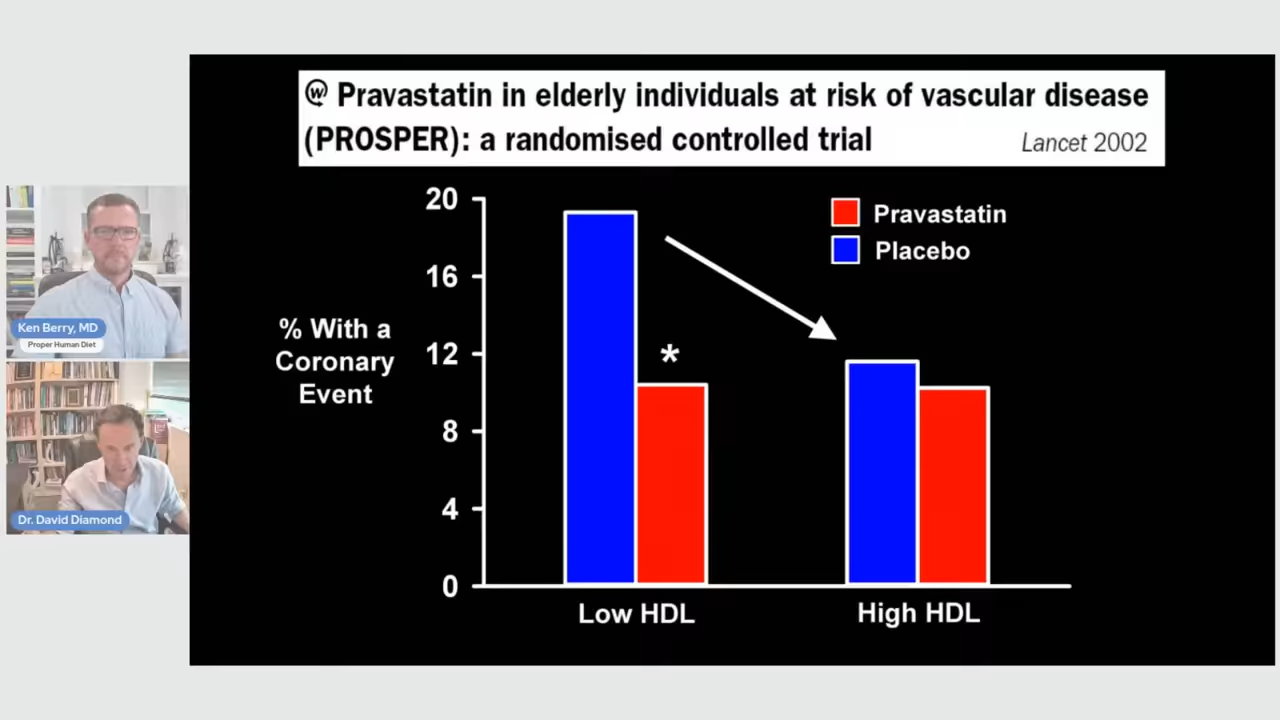 Pravastatin in elderly individuals at risk of vascular disease
(PROSPER): a randomised controlled trial
Lancet 2002
20
16
12
8
4
0
% With a
Coronary
Event
Pravastatin
Placebo
*
Low HDL
High HDL
Ken Berry, MD
Proper Human Diet
Dr. David Diamond